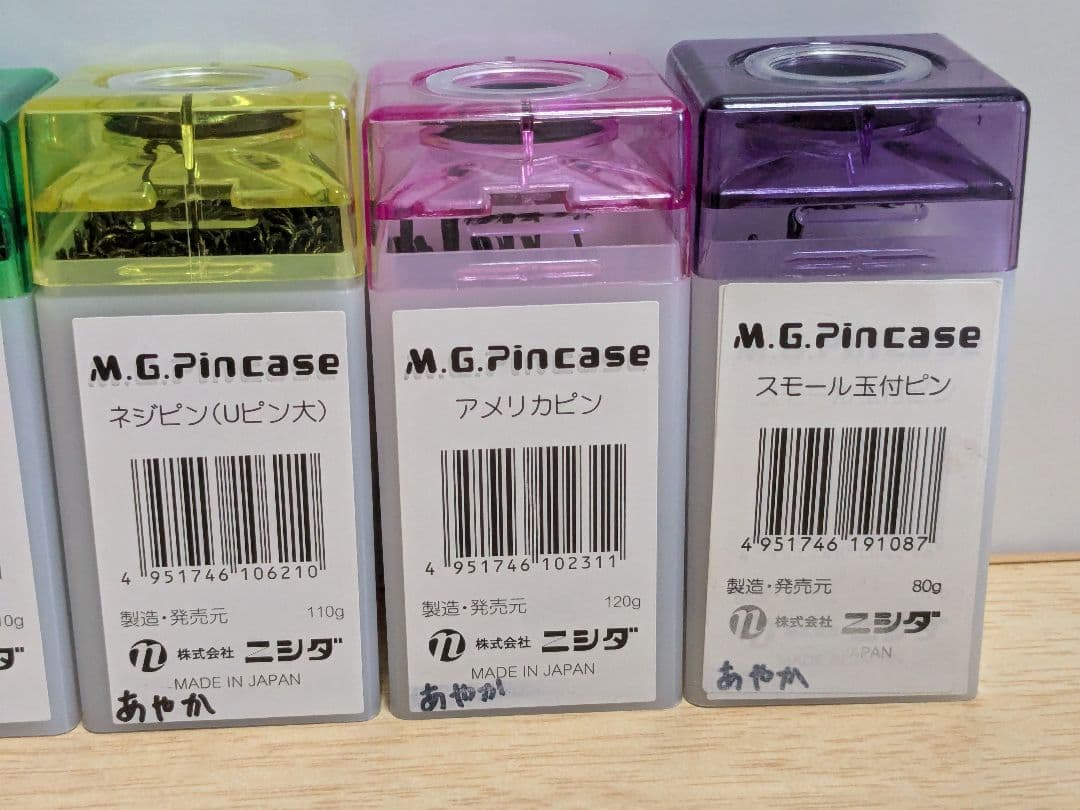 M.G.Pincase
ネジピン(Uピン大)
4 951746 106210
製造・発売元 110g
株式会社 ニシダ
MADE IN JAPAN
あやか
M.G.Pincase
アメリカピン
4 951746 102311
製造・発売元 120g
株式会社 ニシダ
MADE IN JAPAN
あやか
M.G.Pincase
スモール玉付ピン
4 951746 191087
製造・発売元 80g
株式会社 ニシダ
MADE IN JAPAN
あやか